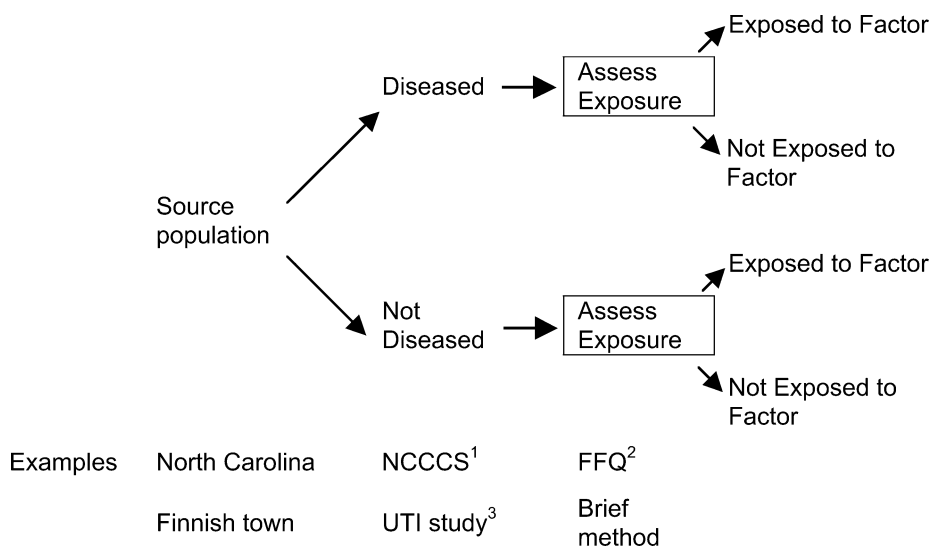 Exposed to Factor
Diseased
Assess
Exposure
Not Exposed to
Factor
Source
population
Exposed to Factor
Not
Diseased
Assess
Exposure
Not Exposed to
Factor
Examples North Carolina NCCCS¹ FFQ²
Finnish town UTI study³ Brief
method